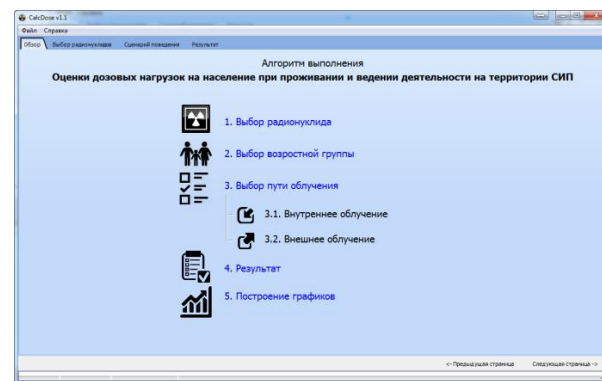 CalcDose v1.1
Файл Справка
Обзор Выбор радионуклидов Сценарий поведения Результат
Алгоритм выполнения
Оценки дозовых нагрузок на население при проживании и ведении деятельности на территории СИП
1. Выбор радионуклида
2. Выбор возростной группы
3. Выбор пути облучения
3.1. Внутреннее облучение
3.2. Внешнее облучение
4. Результат
5. Построение графиков
<- Предыдущая страница Следующая страница ->